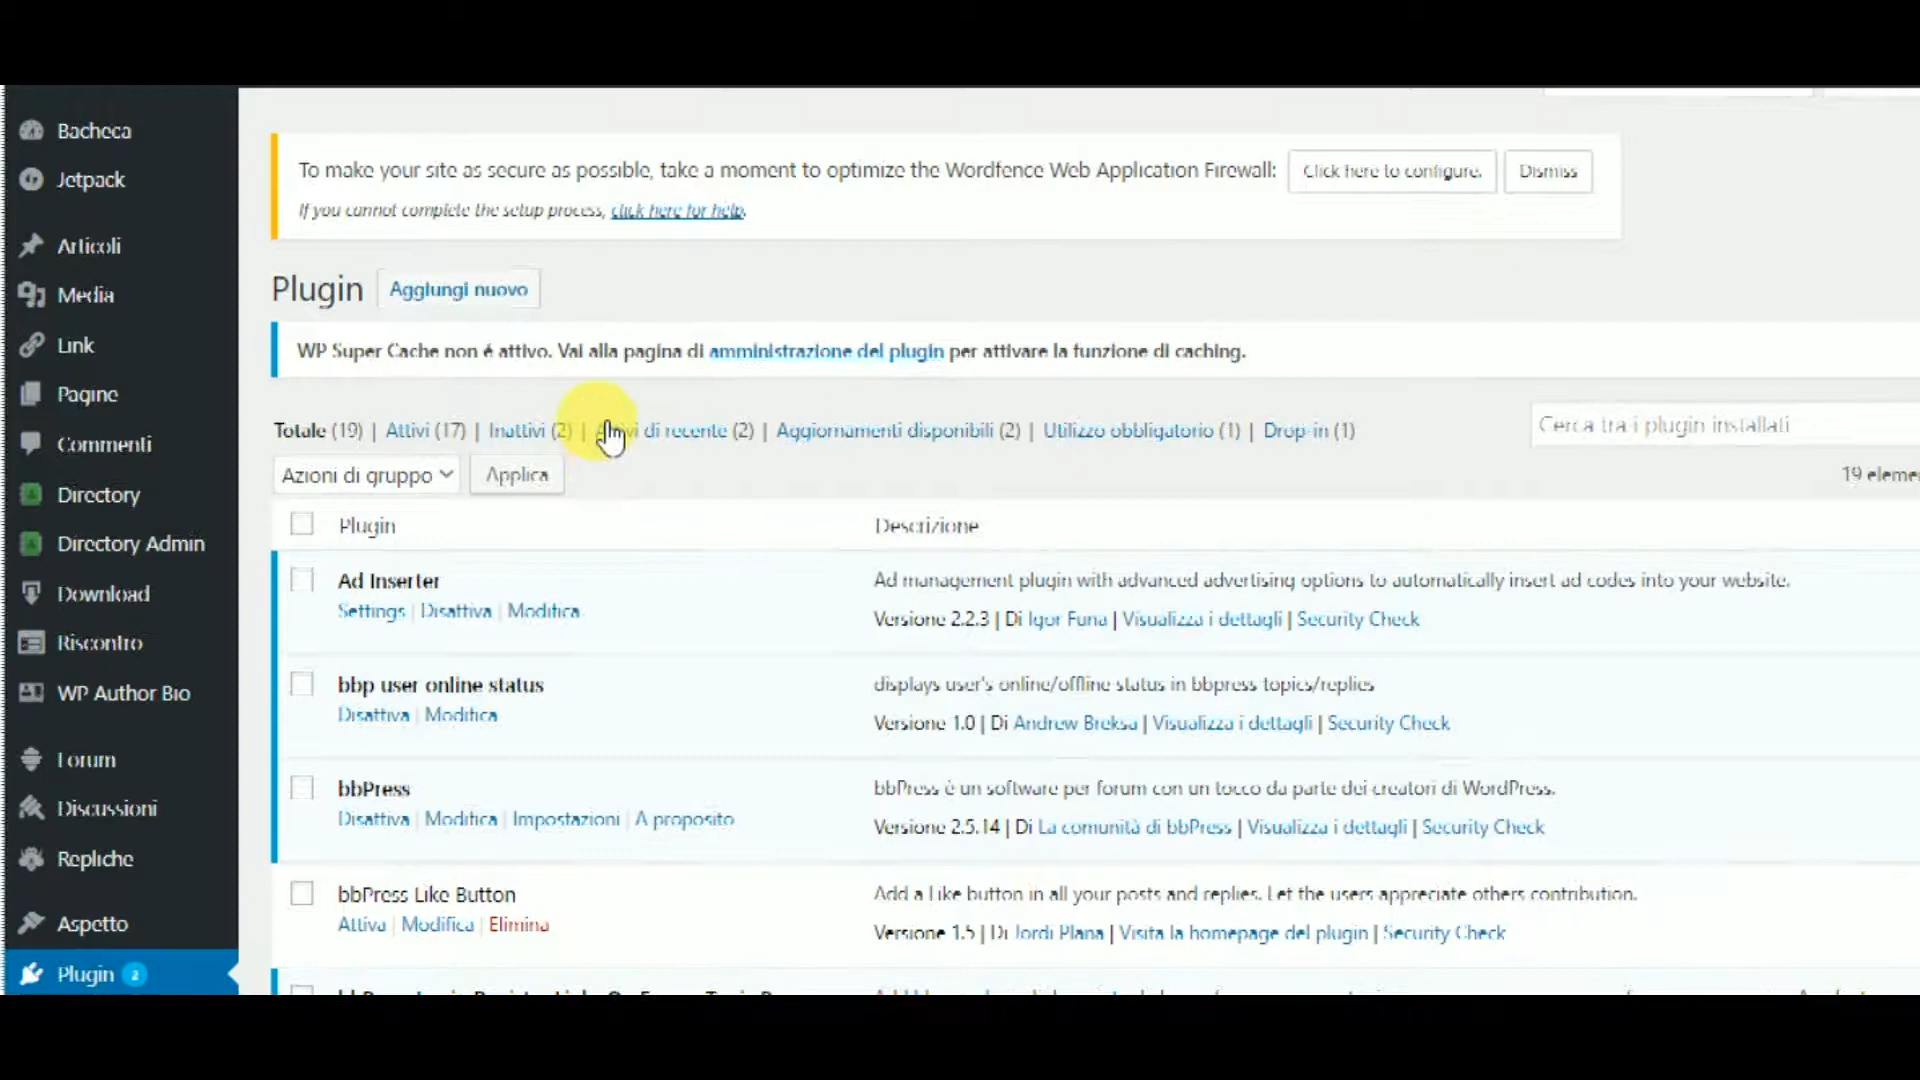 Bacheca
Jetpack
Articoli
Media
Link
Pagine
Commenti
Directory
Directory Admin
Download
Riscontro
WP Author Bio
Forum
Discussioni
Repliche
Aspetto
Plugin 2
To make your site as secure as possible, take a moment to optimize the Wordfence Web Application Firewall: Click here to configure. Dismiss
If you cannot complete the setup process, click here for help.
Plugin Aggiungi nuovo
WP Super Cache non è attivo. Vai alla pagina di amministrazione del plugin per attivare la funzione di caching.
Totale (19) | Attivi (17) | Inattivi (2) | di recente (2) | Aggiornamenti disponibili (2) | Utilizzo obbligatorio (1) | Drop-in (1)
Cerca tra i plugin installati
Azioni di gruppo Applica
19
Plugin Descrizione
Ad Inserter
Settings | Disattiva | Modifica
Ad management plugin with advanced advertising options to automatically insert ad codes into your website.
Versione 2.2.3 | Di Igor Funa | Visualizza i dettagli | Security Check
bbp user online status
Disattiva | Modifica
displays user's online/offline status in bbpress topics/replies
Versione 1.0 | Di Andrew Breksa | Visualizza i dettagli | Security Check
bbPress
Disattiva | Modifica | Impostazioni | A proposito
bbPress è un software per forum con un tocco da parte dei creatori di WordPress.
Versione 2.5.14 | Di La comunità di bbPress | Visualizza i dettagli | Security Check
bbPress Like Button
Attiva | Modifica | Elimina
Add a Like button in all your posts and replies. Let the users appreciate others contribution.
Versione 1.5 | Di Jordi Plana | Visita la homepage del plugin | Security Check